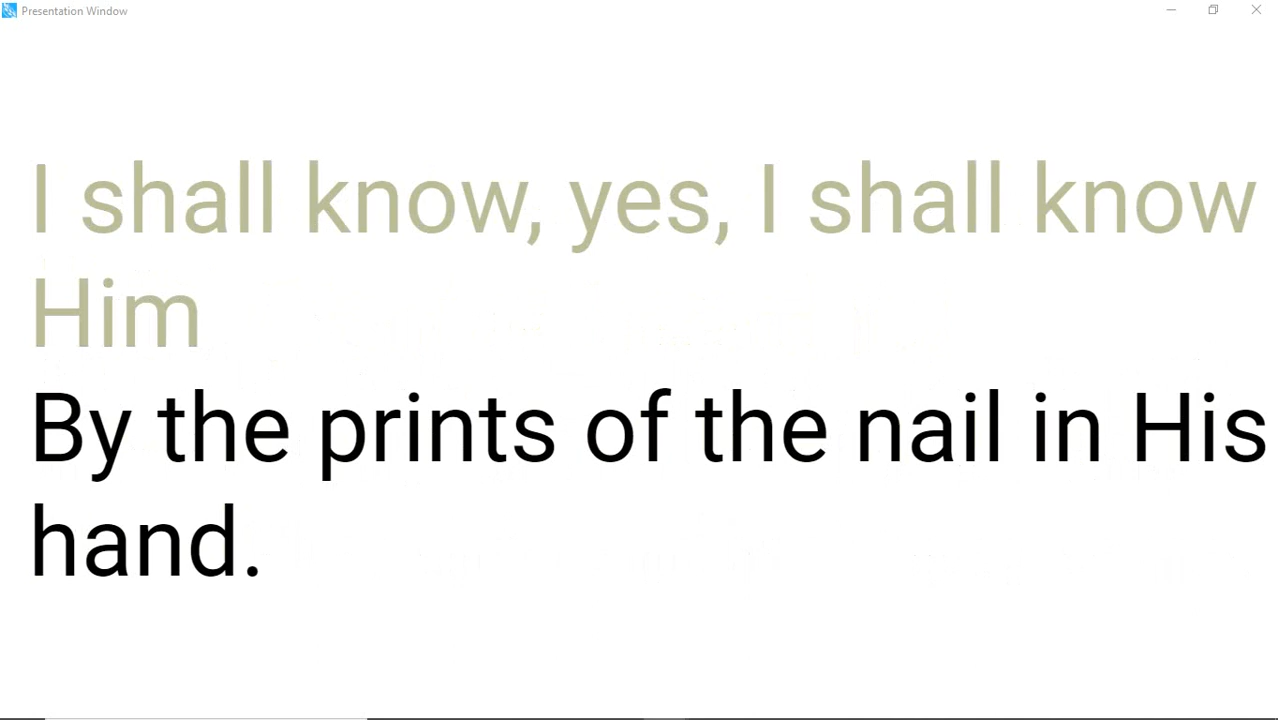 Presentation Window
I shall know, yes, I shall know
Him
By the prints of the nail in His
hand.